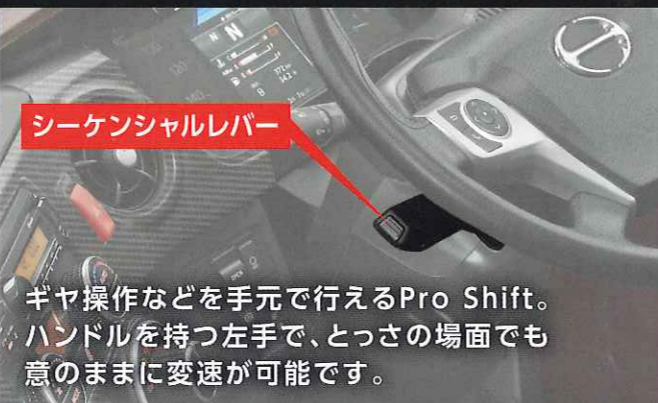 N N
シーケンシャルレバー
OPEN
ギヤ操作などを手元で行えるPro Shift。
ハンドルを持つ左手で、とっさの場面でも
意のままに変速が可能です。